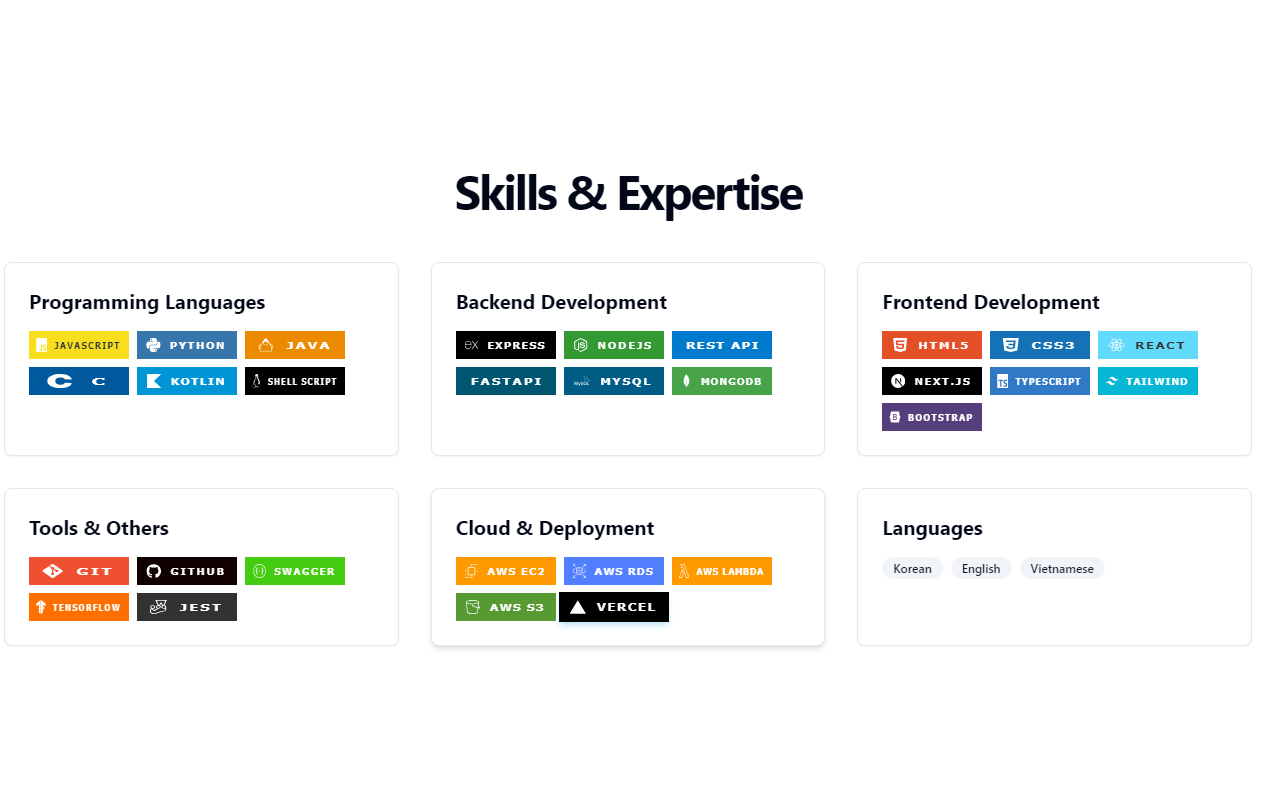 Skills & Expertise
Programming Languages
JAVASCRIPT PYTHON JAVA
C KOTLIN SHELL SCRIPT
Backend Development
EX EXPRESS NODEJS REST API
FASTAPI MySQL MYSQL MONGODB
Frontend Development
HTML5 CSS3 REACT
NEXT.JS TYPESCRIPT TAILWIND
BOOTSTRAP
Tools & Others
GIT GITHUB SWAGGER
TENSORFLOW JEST
Cloud & Deployment
AWS EC2 AWS RDS AWS LAMBDA
AWS S3 VERCEL
Languages
Korean English Vietnamese